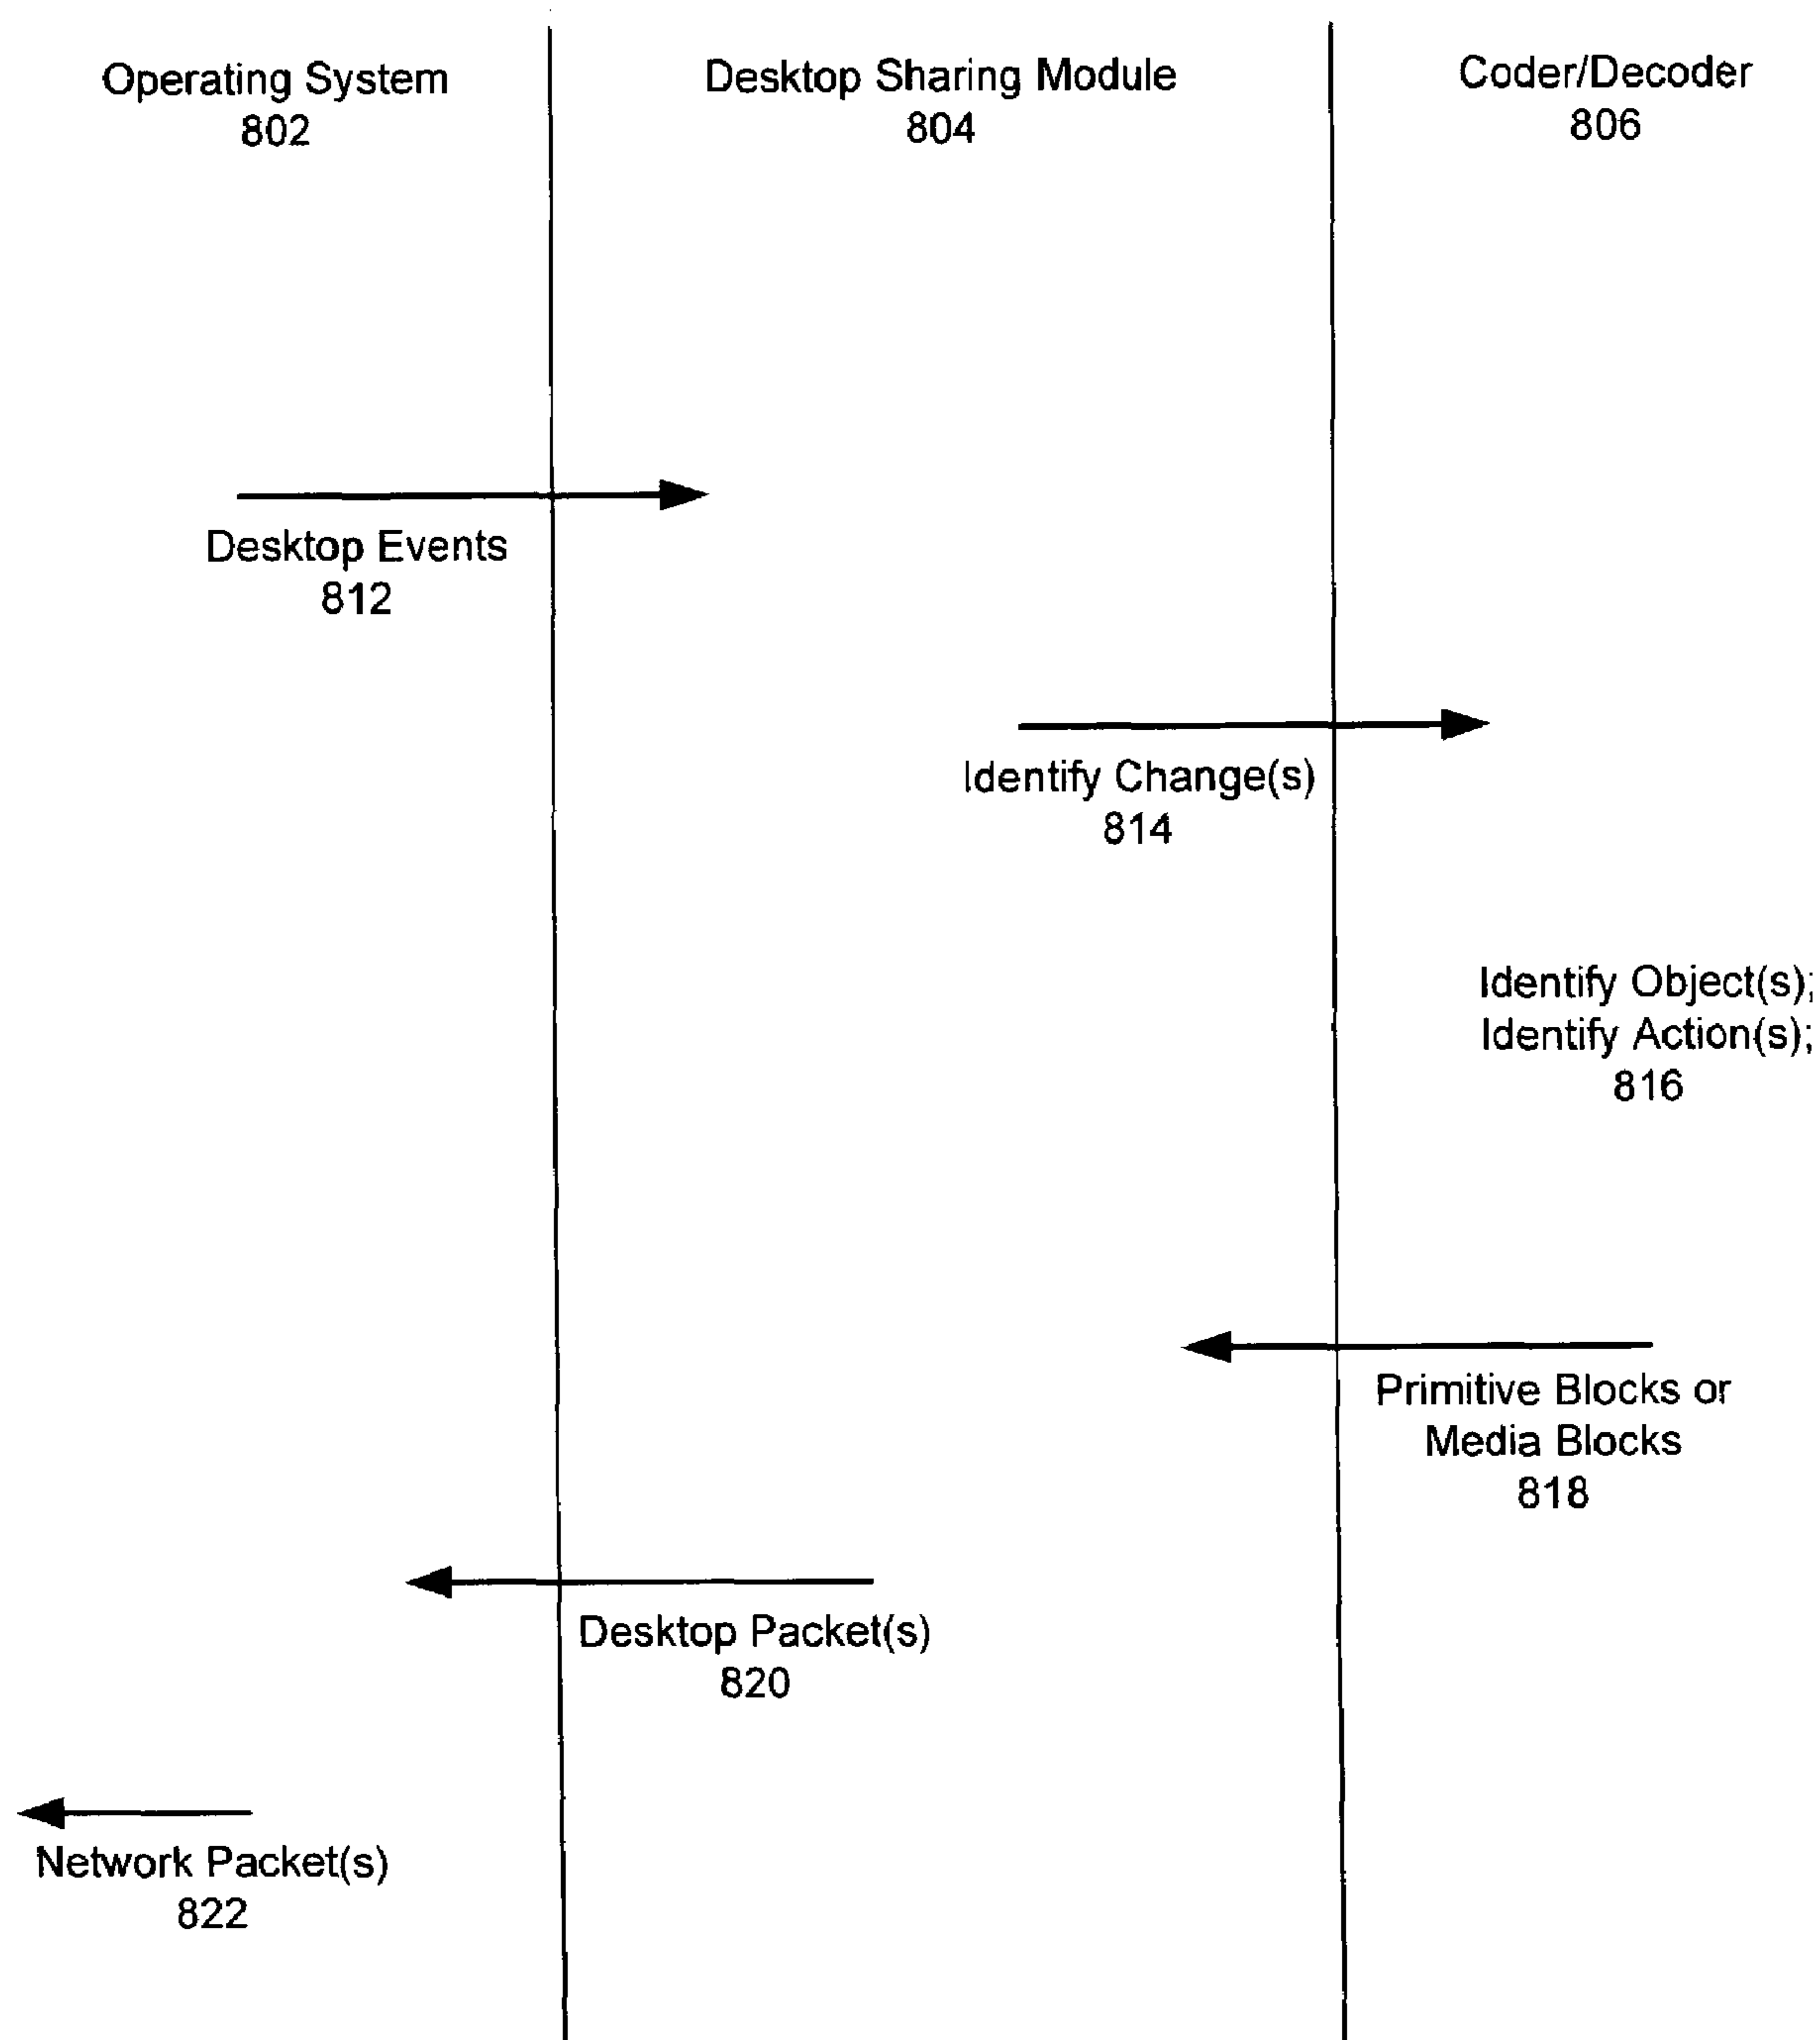 Operating System
802
Desktop Sharing Module
804
Coder/Decoder
806
Desktop Events
812
Identify Change(s)
814
Identify Object(s);
Identify Action(s);
816
Primitive Blocks or
Media Blocks
818
Desktop Packet(s)
820
Network Packet(s)
822